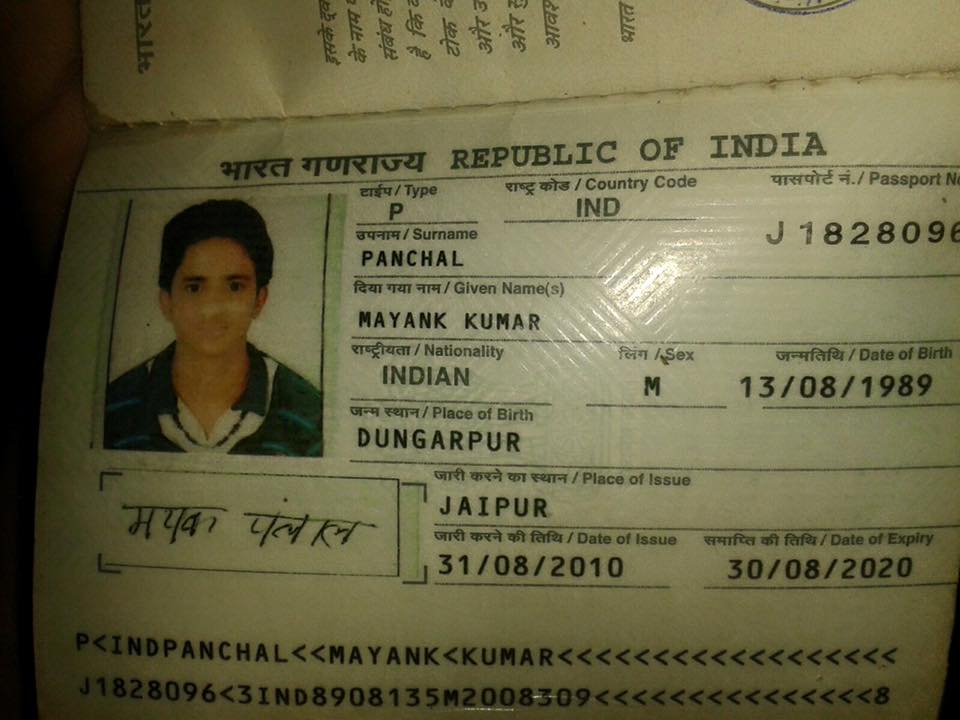 भारत गणराज्य REPUBLIC OF INDIA
टाईप / Type राष्ट्र कोड / Country Code पासपोर्ट नं. / Passport N
P IND J 1828096
उपनाम / Surname
PANCHAL
दिया गया नाम / Given Name(s)
MAYANK KUMAR
राष्ट्रीयता / Nationality लिंग / Sex जन्मतिथि / Date of Birth
INDIAN M 13/08/1989
जन्म स्थान / Place of Birth
DUNGARPUR
जारी करने का स्थान / Place of Issue
JAIPUR
जारी करने की तिथि / Date of Issue समाप्ति की तिथि / Date of Expiry
31/08/2010 30/08/2020
मयंक पंचाल
P<INDPANCHAL<<MAYANK<KUMAR<<<<<<<<<<<<<<<<<<
J1828096<3IND8908135M2008309<<<<<<<<<<<<<<<8